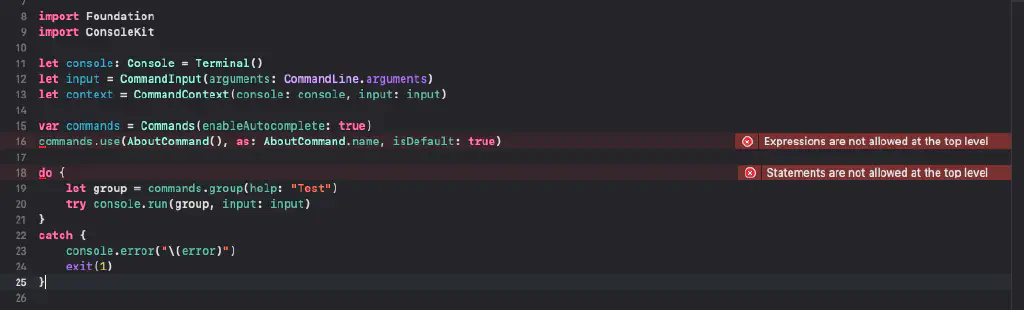 7
8 import Foundation
9 import ConsoleKit
10
11 let console: Console = Terminal()
12 let input = CommandInput(arguments: CommandLine.arguments)
13 let context = CommandContext(console: console, input: input)
14
15 var commands = Commands(enableAutocomplete: true)
16 commands.use(AboutCommand(), as: AboutCommand.name, isDefault: true) Expressions are not allowed at the top level
17
18 do { Statements are not allowed at the top level
19     let group = commands.group(help: "Test")
20     try console.run(group, input: input)
21 }
22 catch {
23     console.error("\(error)")
24     exit(1)
25 }
26